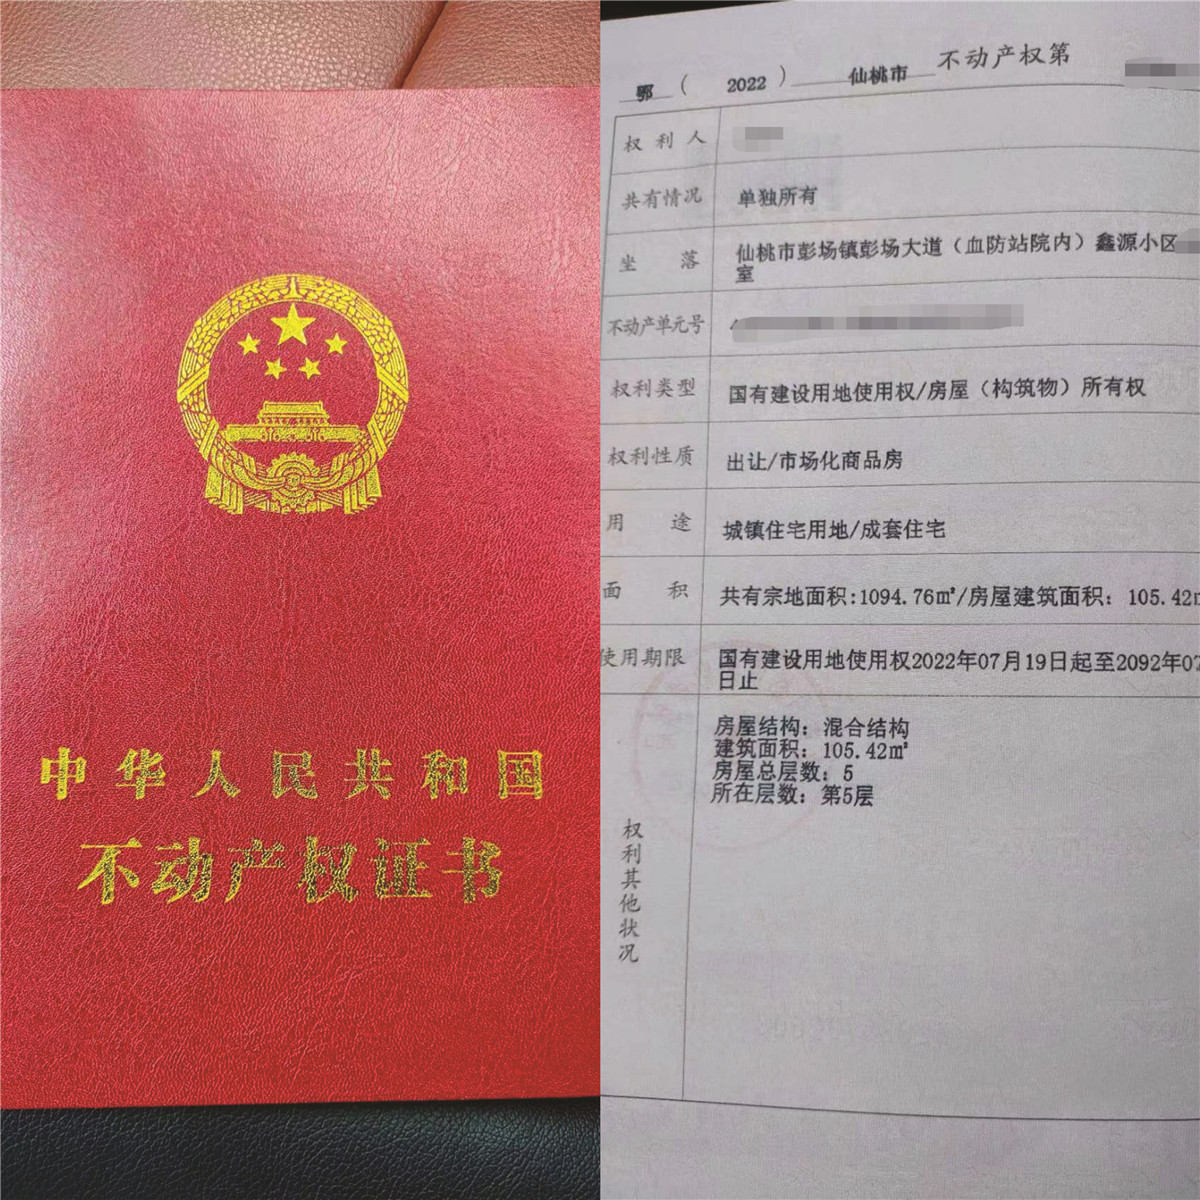 中华人民共和国
不动产权证书
鄂(2022)仙桃市不动产权第
权利人
共有情况 单独所有
坐落 仙桃市彭场镇彭场大道(血防站院内)鑫源小区
室
不动产单元号
权利类型 国有建设用地使用权/房屋(构筑物)所有权
权利性质 出让/市场化商品房
用途 城镇住宅用地/成套住宅
面积 共有宗地面积:1094.76㎡/房屋建筑面积:105.42
使用期限 国有建设用地使用权2022年07月19日起至2092年07
日止
权利其他状况
房屋结构:混合结构
建筑面积:105.42㎡
房屋总层数:5
所在层数:第5层